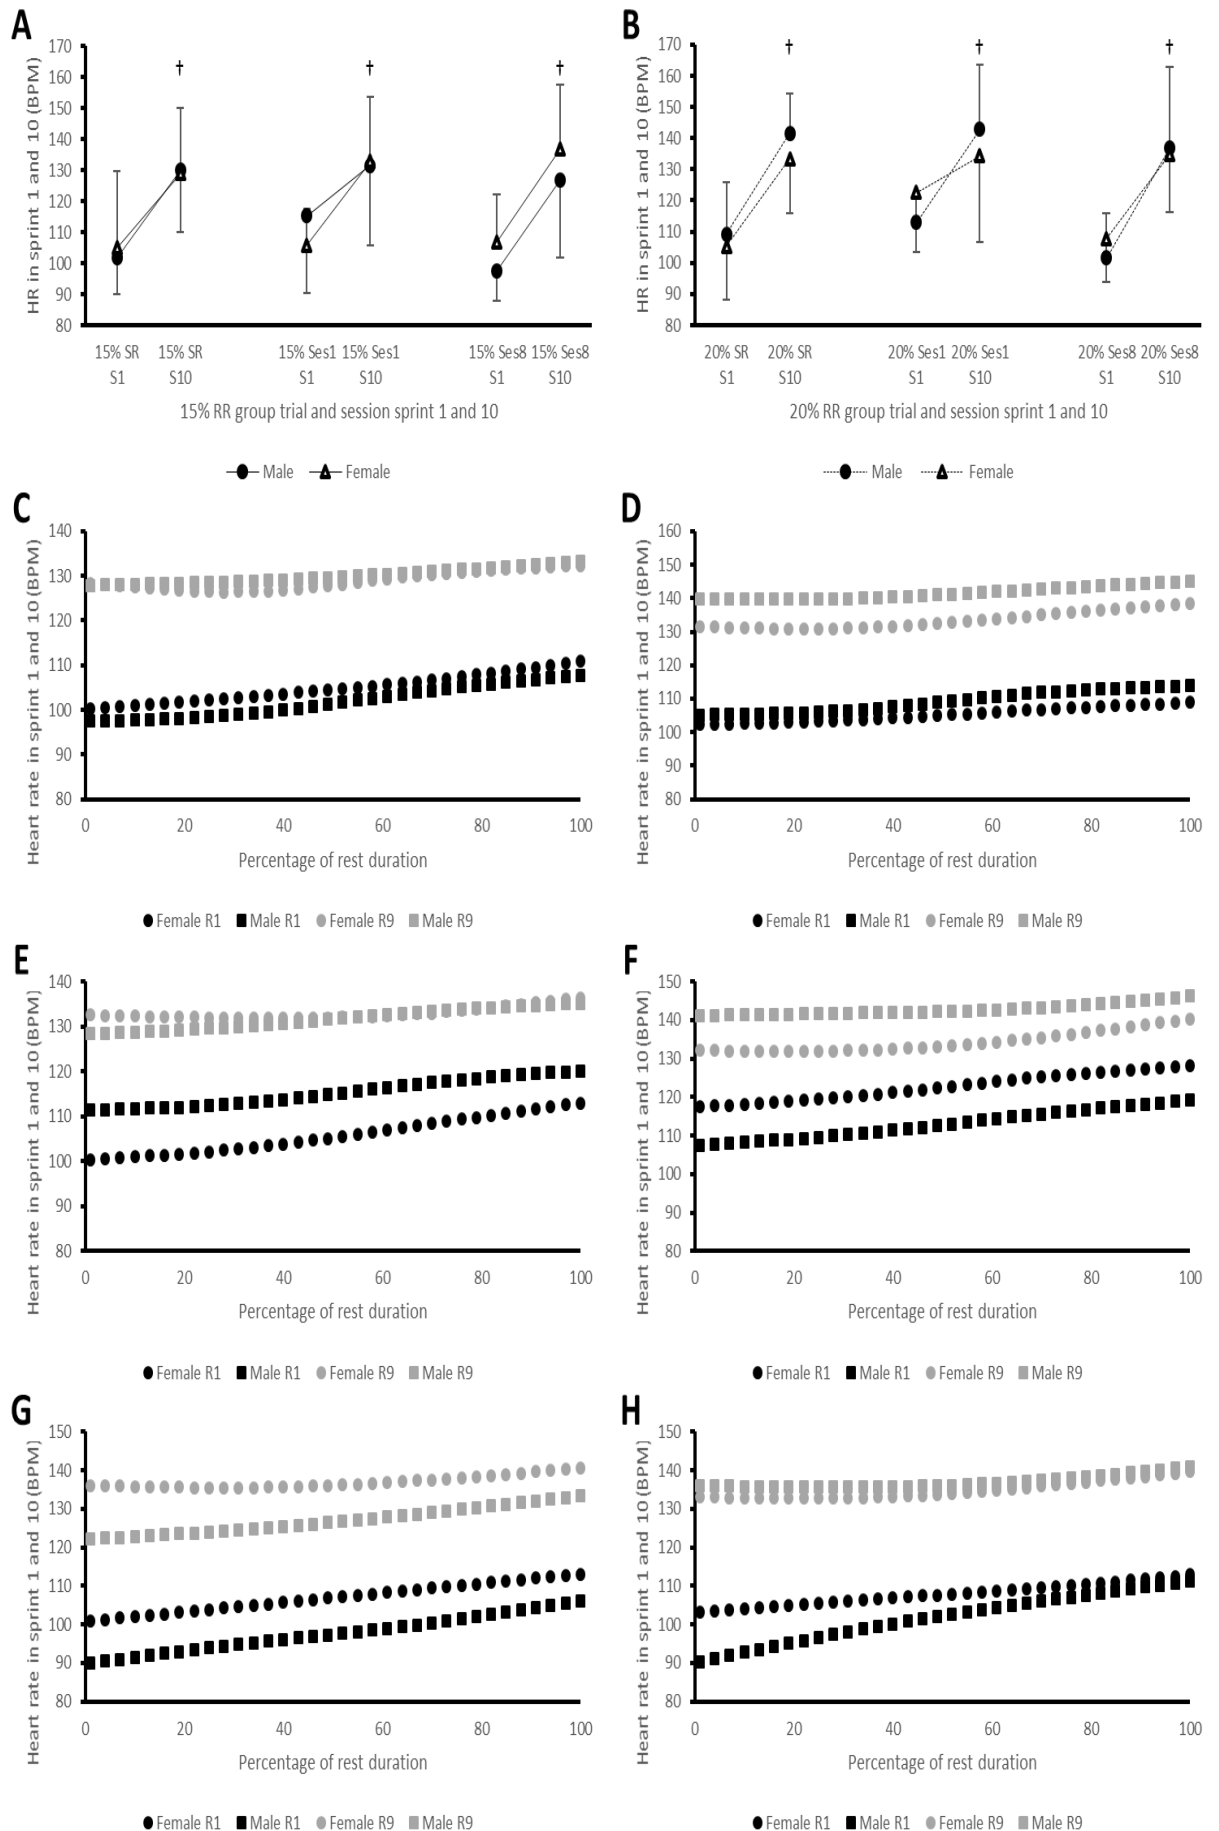 A
HR in sprint 1 and 10 (BPM)
170
160
150
140
130
120
110
100
90
80
†
†
†
15% SR 15% SR 15% Ses1 15% Ses1 15% Ses8 15% Ses8
S1 S10 S1 S10 S1 S10
15% RR group trial and session sprint 1 and 10
Male Female
B
HR in sprint 1 and 10 (BPM)
170
160
150
140
130
120
110
100
90
80
†
†
†
20% SR 20% SR 20% Ses1 20% Ses1 20% Ses8 20% Ses8
S1 S10 S1 S10 S1 S10
20% RR group trial and session sprint 1 and 10
Male Female
C
Heart rate in sprint 1 and 10 (BPM)
140
130
120
110
100
90
80
0 20 40 60 80 100
Percentage of rest duration
Female R1 Male R1 Female R9 Male R9
D
Heart rate in sprint 1 and 10 (BPM)
160
150
140
130
120
110
100
90
80
0 20 40 60 80 100
Percentage of rest duration
Female R1 Male R1 Female R9 Male R9
E
Heart rate in sprint 1 and 10 (BPM)
140
130
120
110
100
90
80
0 20 40 60 80 100
Percentage of rest duration
Female R1 Male R1 Female R9 Male R9
F
Heart rate in sprint 1 and 10 (BPM)
150
140
130
120
110
100
90
80
0 20 40 60 80 100
Percentage of rest duration
Female R1 Male R1 Female R9 Male R9
G
Heart rate in sprint 1 and 10 (BPM)
150
140
130
120
110
100
90
80
0 20 40 60 80 100
Percentage of rest duration
Female R1 Male R1 Female R9 Male R9
H
Heart rate in sprint 1 and 10 (BPM)
150
140
130
120
110
100
90
80
0 20 40 60 80 100
Percentage of rest duration
Female R1 Male R1 Female R9 Male R9